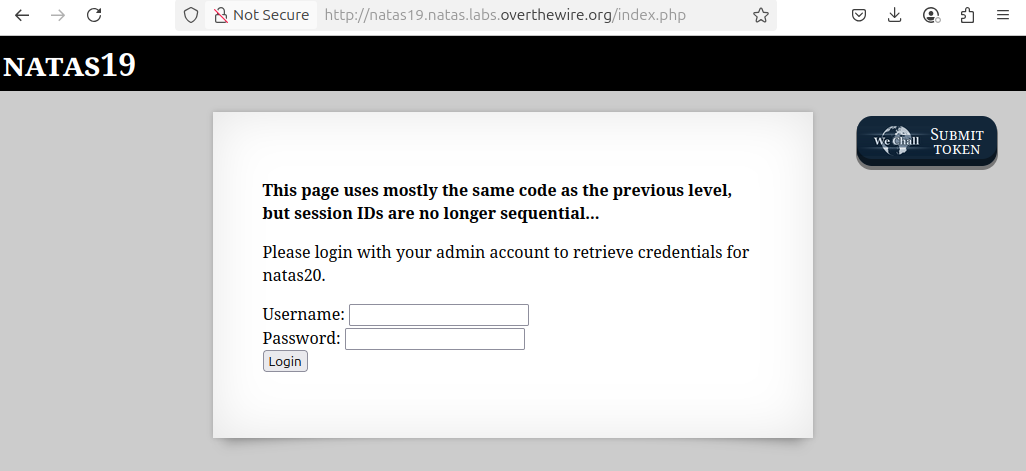 Not Secure http://natas19.natas.labs.overthewire.org/index.php
NATAS19
We Chall SUBMIT
TOKEN
This page uses mostly the same code as the previous level,
but session IDs are no longer sequential...
Please login with your admin account to retrieve credentials for
natas20.
Username:
Password:
Login